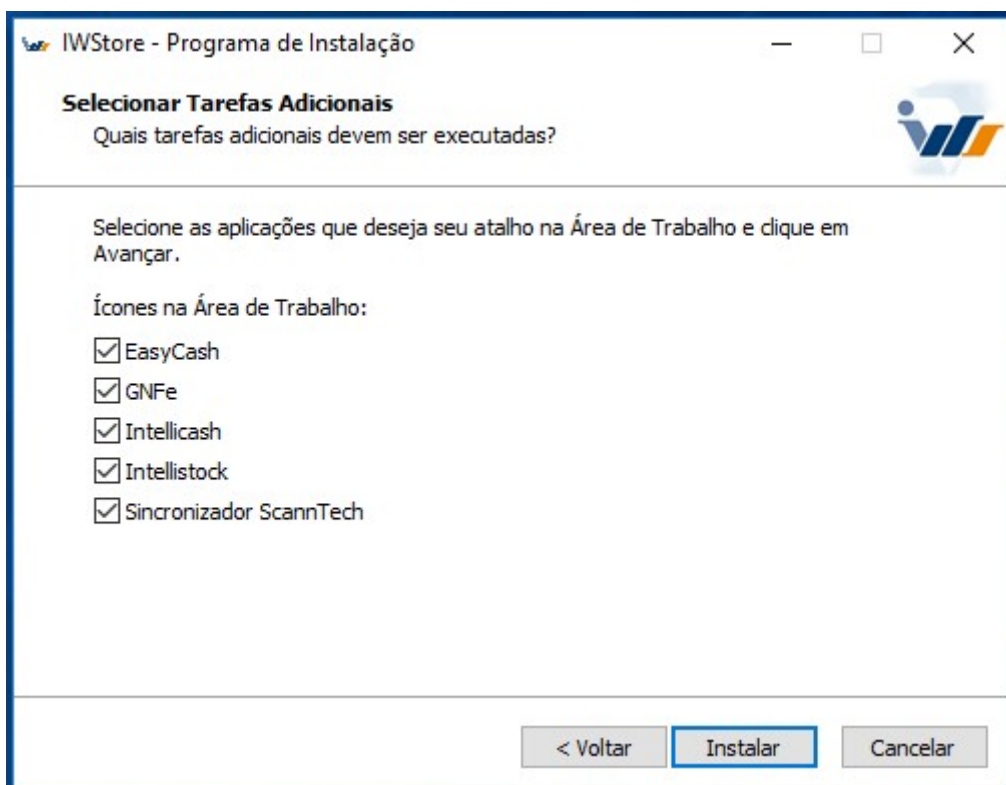 IWStore - Programa de Instalação
Selecionar Tarefas Adicionais
Quais tarefas adicionais devem ser executadas?
Selecione as aplicações que deseja seu atalho na Área de Trabalho e clique em
Avançar.
Ícones na Área de Trabalho:
EasyCash
GNFe
Intellicash
Intellistock
Sincronizador ScannTech
< Voltar
Instalar
Cancelar